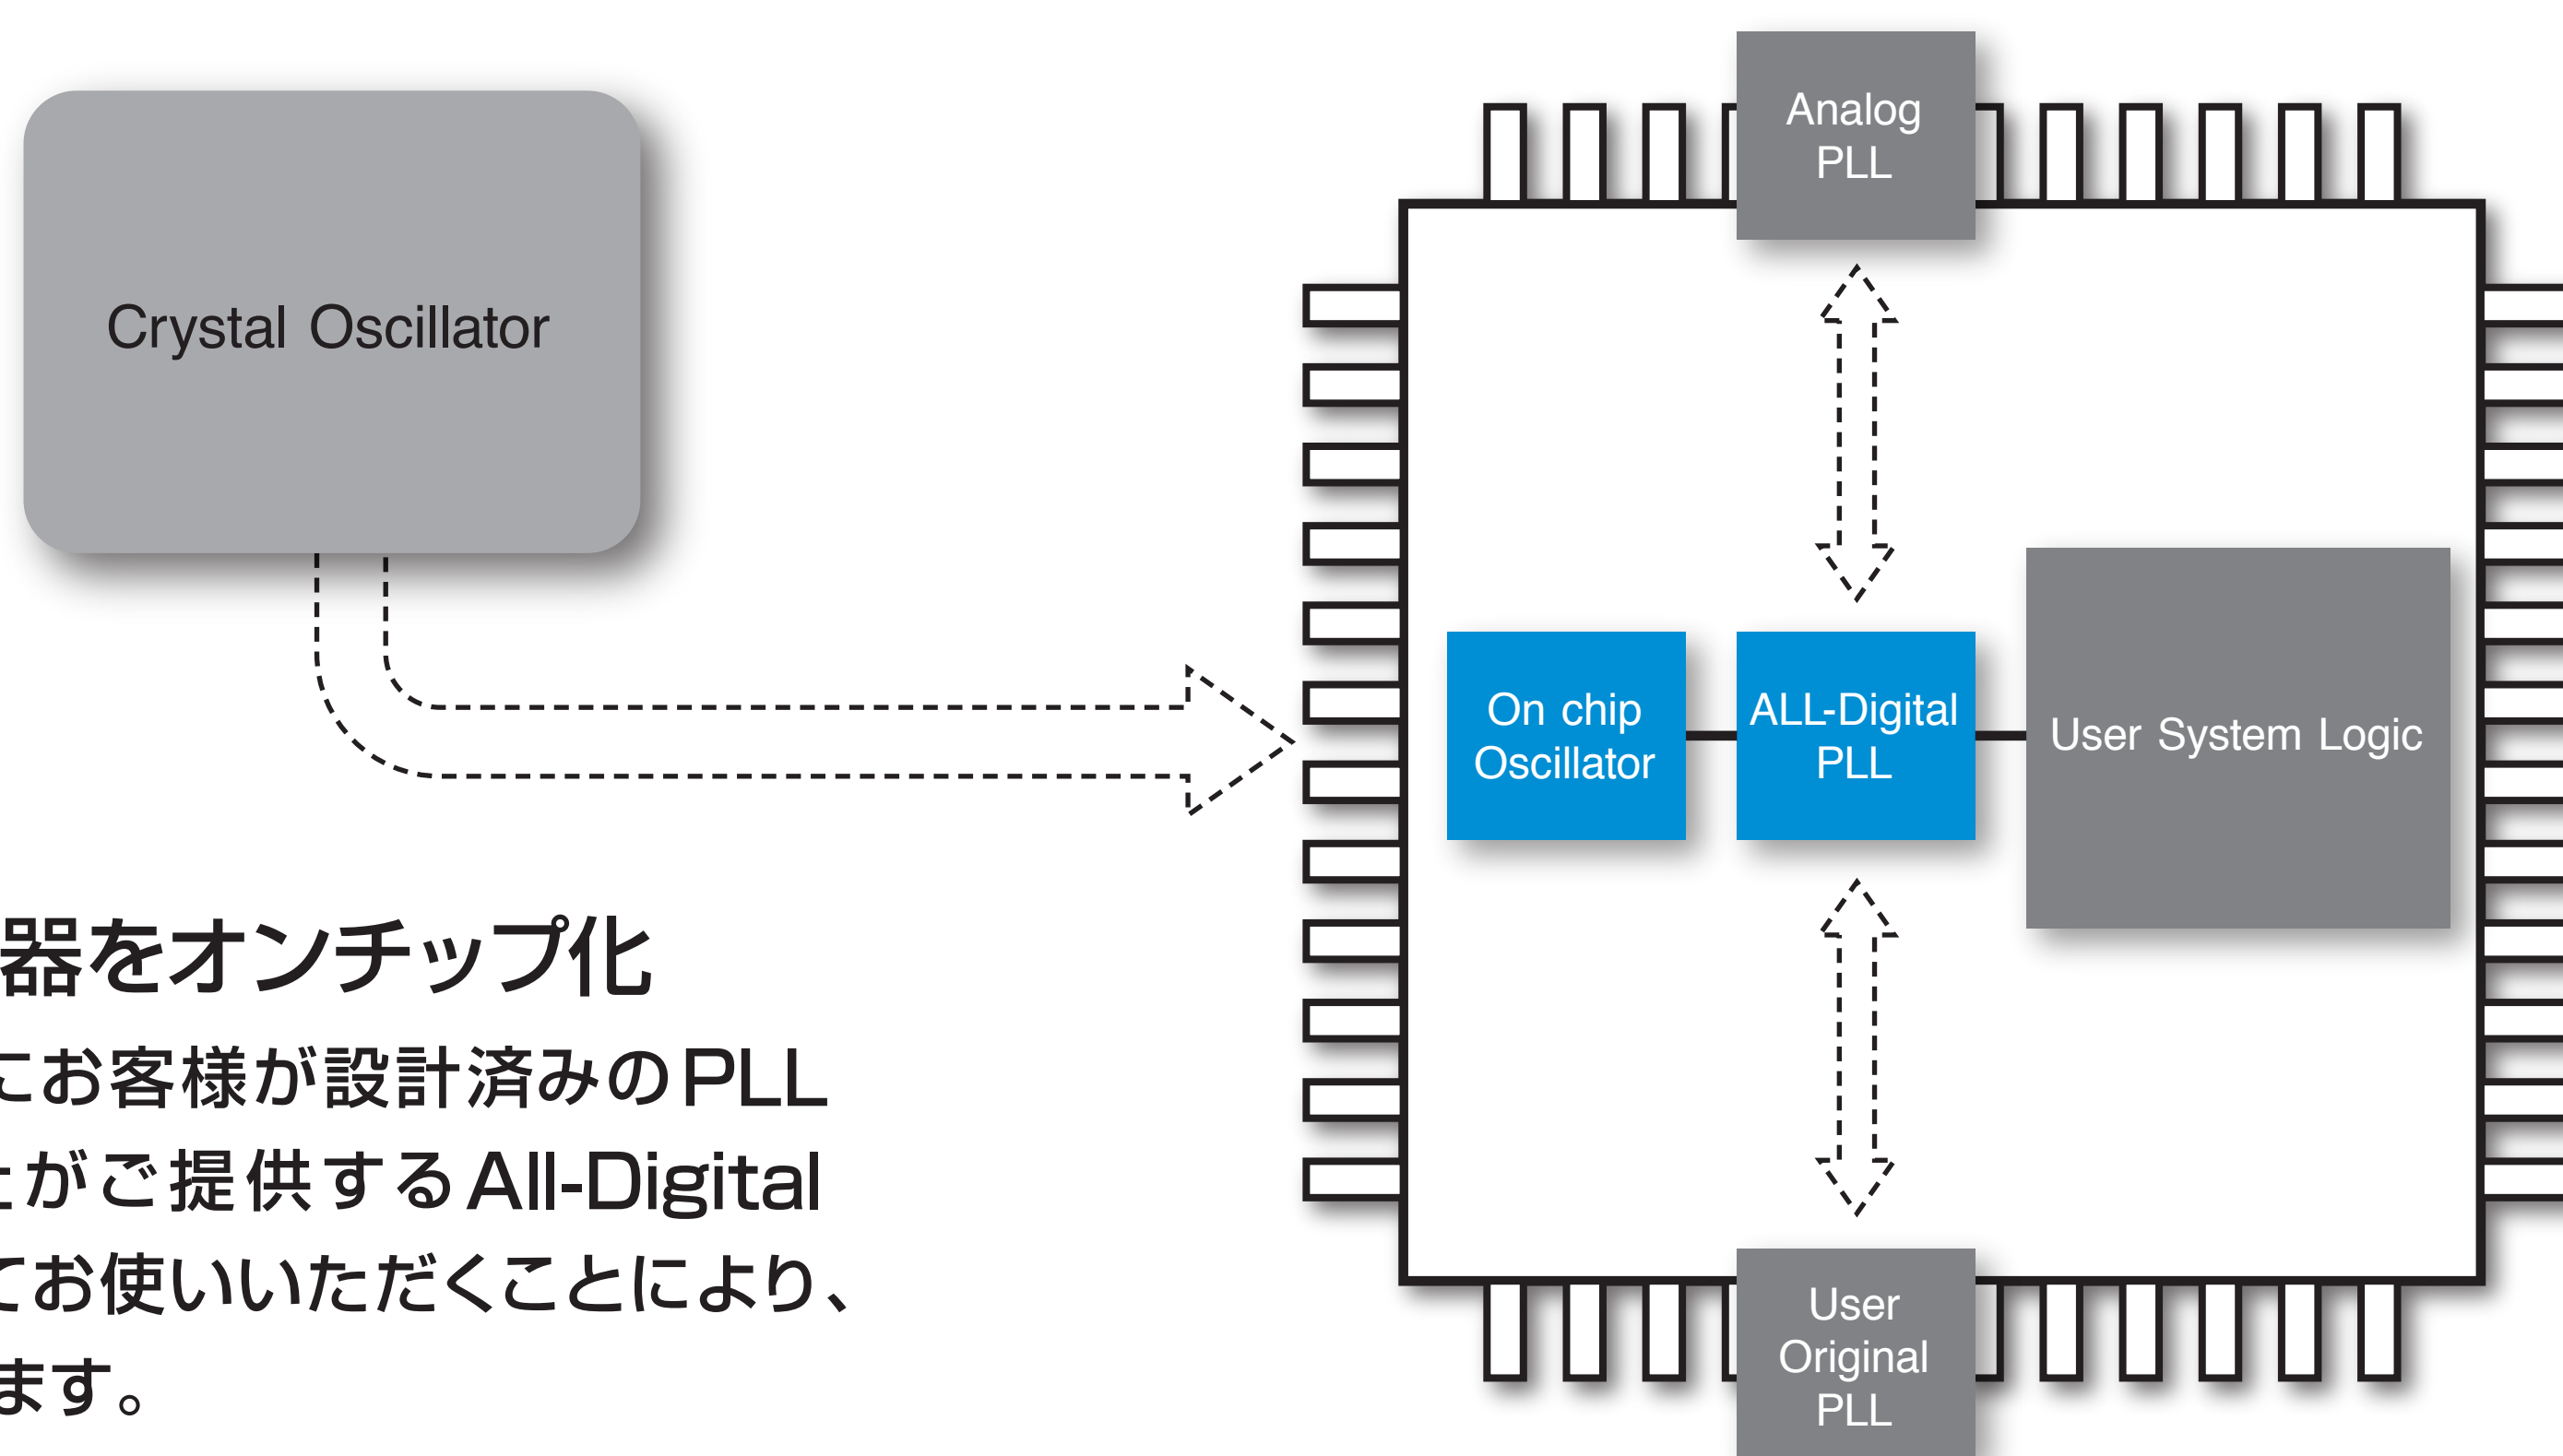 Crystal Oscillator
Analog
PLL
On chip
Oscillator
ALL-Digital
PLL
User System Logic
User
Original
PLL
器をオンチップ化
にお客様が設計済みのPLL
がご提供するAll-Digital
てお使いいただくことにより、
ます。